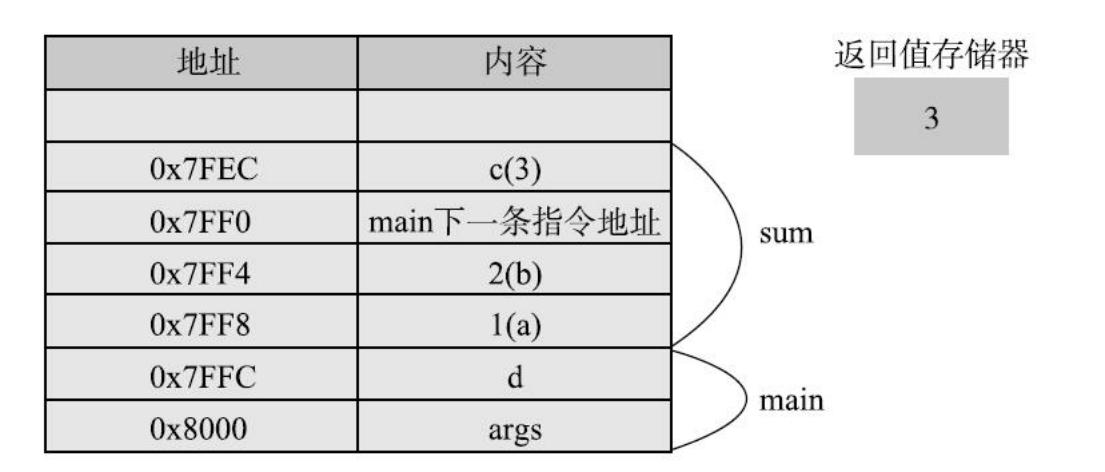 地址 内容
返回值存储器
3
0x7FEC c(3)
0x7FF0 main下一条指令地址
sum
0x7FF4 2(b)
0x7FF8 1(a)
0x7FFC d
main
0x8000 args